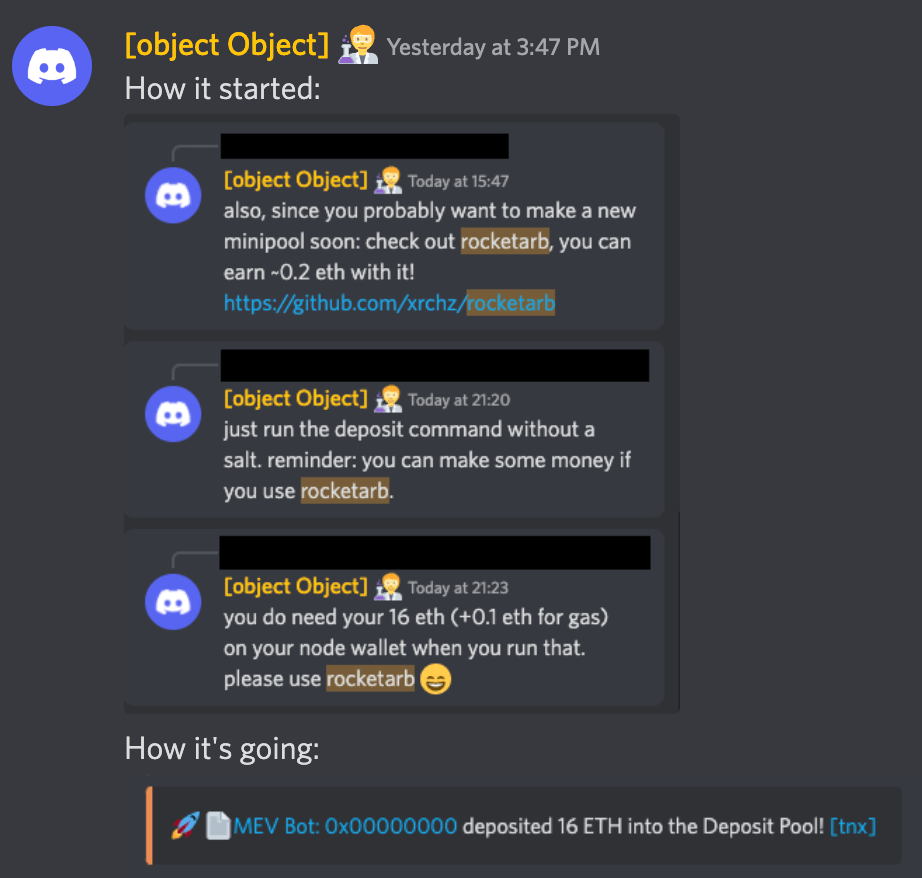 [object Object] 🧑‍🔬 Yesterday at 3:47 PM
How it started:
[object Object] 🧑‍🔬 Today at 15:47
also, since you probably want to make a new
minipool soon: check out rocketarb, you can
earn ~0.2 eth with it!
https://github.com/xrchz/rocketarb
[object Object] 🧑‍🔬 Today at 21:20
just run the deposit command without a
salt. reminder: you can make some money if
you use rocketarb.
[object Object] 🧑‍🔬 Today at 21:23
you do need your 16 eth (+0.1 eth for gas)
on your node wallet when you run that.
please use rocketarb 😄
How it's going:
🚀 📄MEV Bot: 0x00000000 deposited 16 ETH into the Deposit Pool! [tnx]